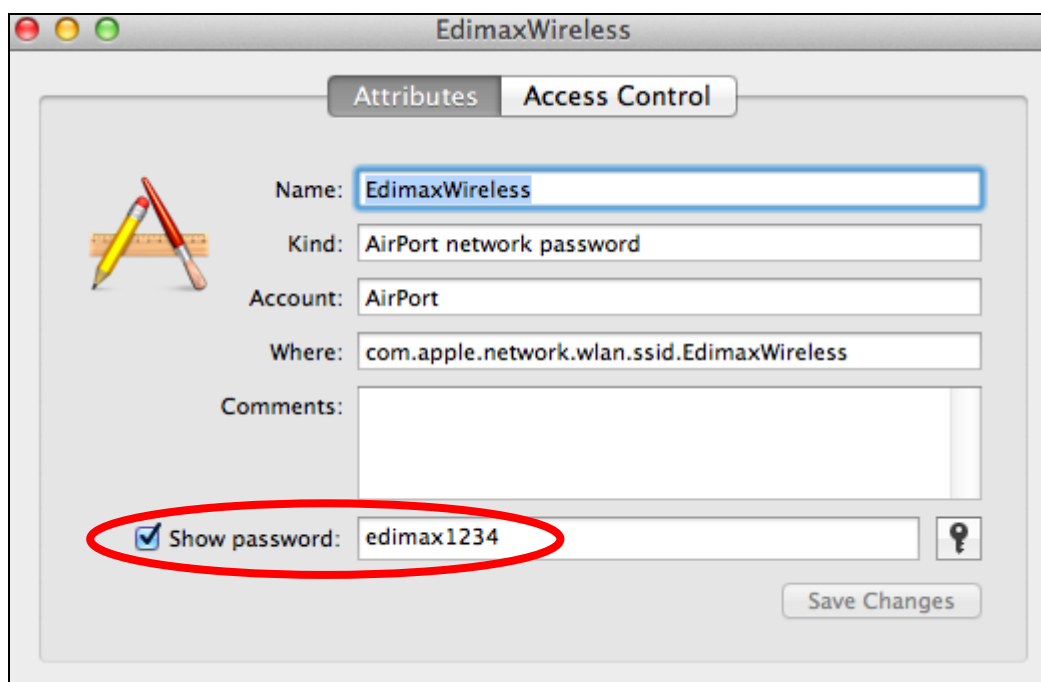 EdimaxWireless
Attributes Access Control
Name: EdimaxWireless
Kind: AirPort network password
Account: AirPort
Where: com.apple.network.wlan.ssid.EdimaxWireless
Comments:
Show password: edimax1234
Save Changes